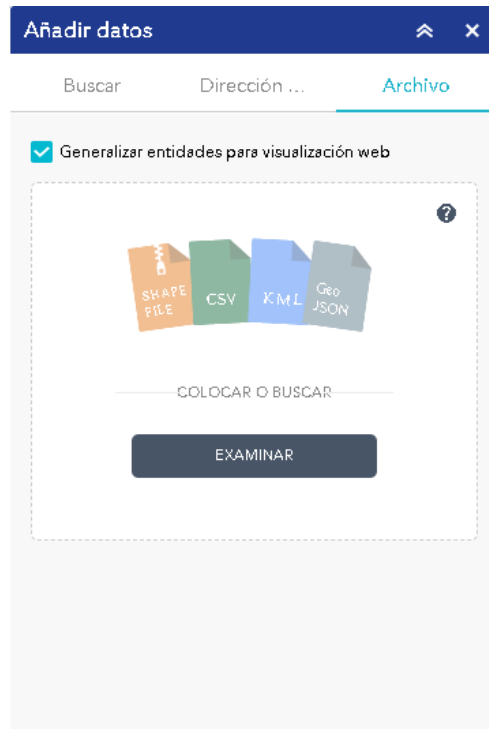 Añadir datos
Buscar
Dirección ...
Archivo
Generalizar entidades para visualización web
SHAPE
FILE
CSV
KML
Geo
JSON
COLOCAR O BUSCAR
EXAMINAR